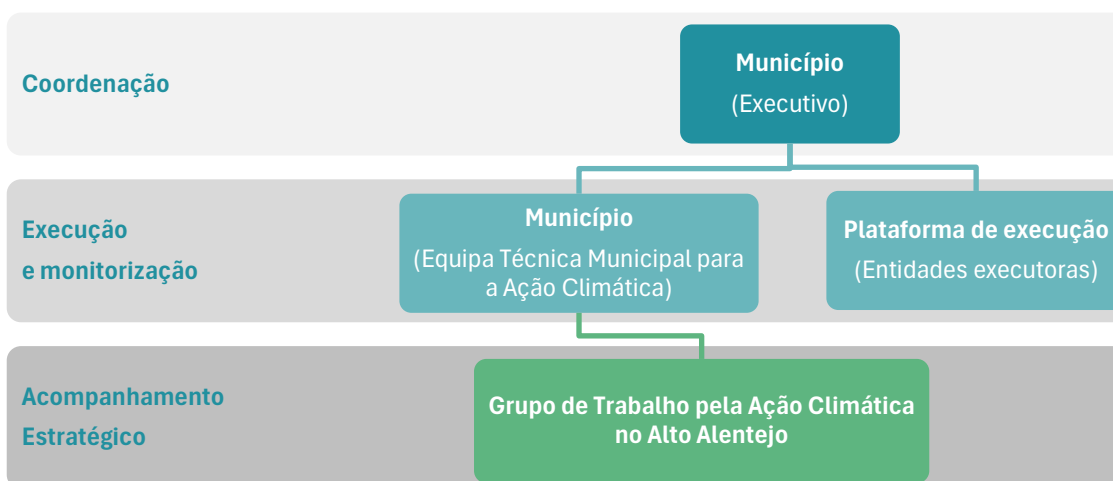 Coordenação
Município
(Executivo)
Execução
e monitorização
Município
(Equipa Técnica Municipal para
a Ação Climática)
Plataforma de execução
(Entidades executoras)
Acompanhamento
Estratégico
Grupo de Trabalho pela Ação Climática
no Alto Alentejo